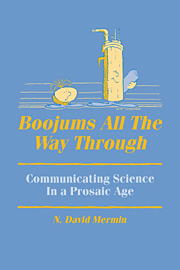 Boojums All The
Way Through
Communicating Science
In a Prosaic Age
N. David Mermin